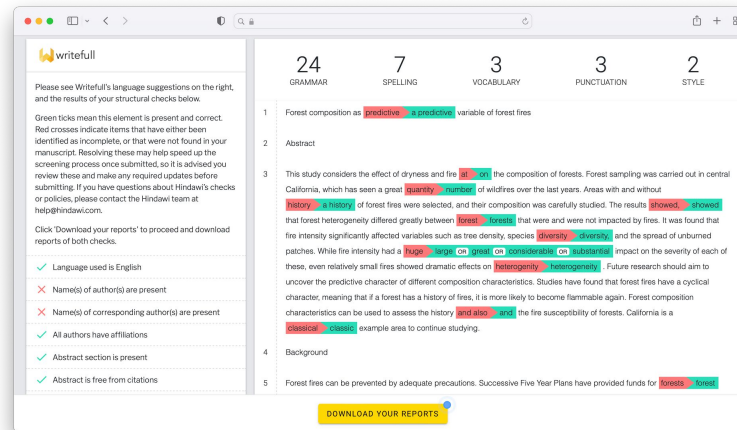 writefull
Please see Writefull's language suggestions on the right,
and the results of your structural checks below.
Green ticks mean this element is present and correct.
Red crosses indicate items that have either been
identified as incomplete, or that were not found in your
manuscript. Resolving these may help speed up the
screening process once submitted, so it is advised you
review these and make any required updates before
submitting. If you have questions about Hindawi's checks
or policies, please contact the Hindawi team at
help@hindawi.com.
Click 'Download your reports' to proceed and download
reports of both checks.
Language used is English
Name(s) of author(s) are present
Name(s) of corresponding author(s) are present
All authors have affiliations
Abstract section is present
Abstract is free from citations
24 7 3 3 2
GRAMMAR SPELLING VOCABULARY PUNCTUATION STYLE
1 Forest composition as predictive a predictive variable of forest fires
2 Abstract
3 This study considers the effect of dryness and fire at on the composition of forests. Forest sampling was carried out in central
California, which has seen a great quantity number of wildfires over the last years. Areas with and without
history a history of forest fires were selected, and their composition was carefully studied. The results showed, showed
that forest heterogeneity differed greatly between forest forests that were and were not impacted by fires. It was found that
fire intensity significantly affected variables such as tree density, species diversity diversity, and the spread of unburned
patches. While fire intensity had a huge large OR great OR considerable OR substantial impact on the severity of each of
these, even relatively small fires showed dramatic effects on heterogenity heterogeneity . Future research should aim to
uncover the predictive character of different composition characteristics. Studies have found that forest fires have a cyclical
character, meaning that if a forest has a history of fires, it is more likely to become flammable again. Forest composition
characteristics can be used to assess the history and also and the fire susceptibility of forests. California is a
classical classic example area to continue studying.
4 Background
5 Forest fires can be prevented by adequate precautions. Successive Five Year Plans have provided funds for forests forest
DOWNLOAD YOUR REPORTS